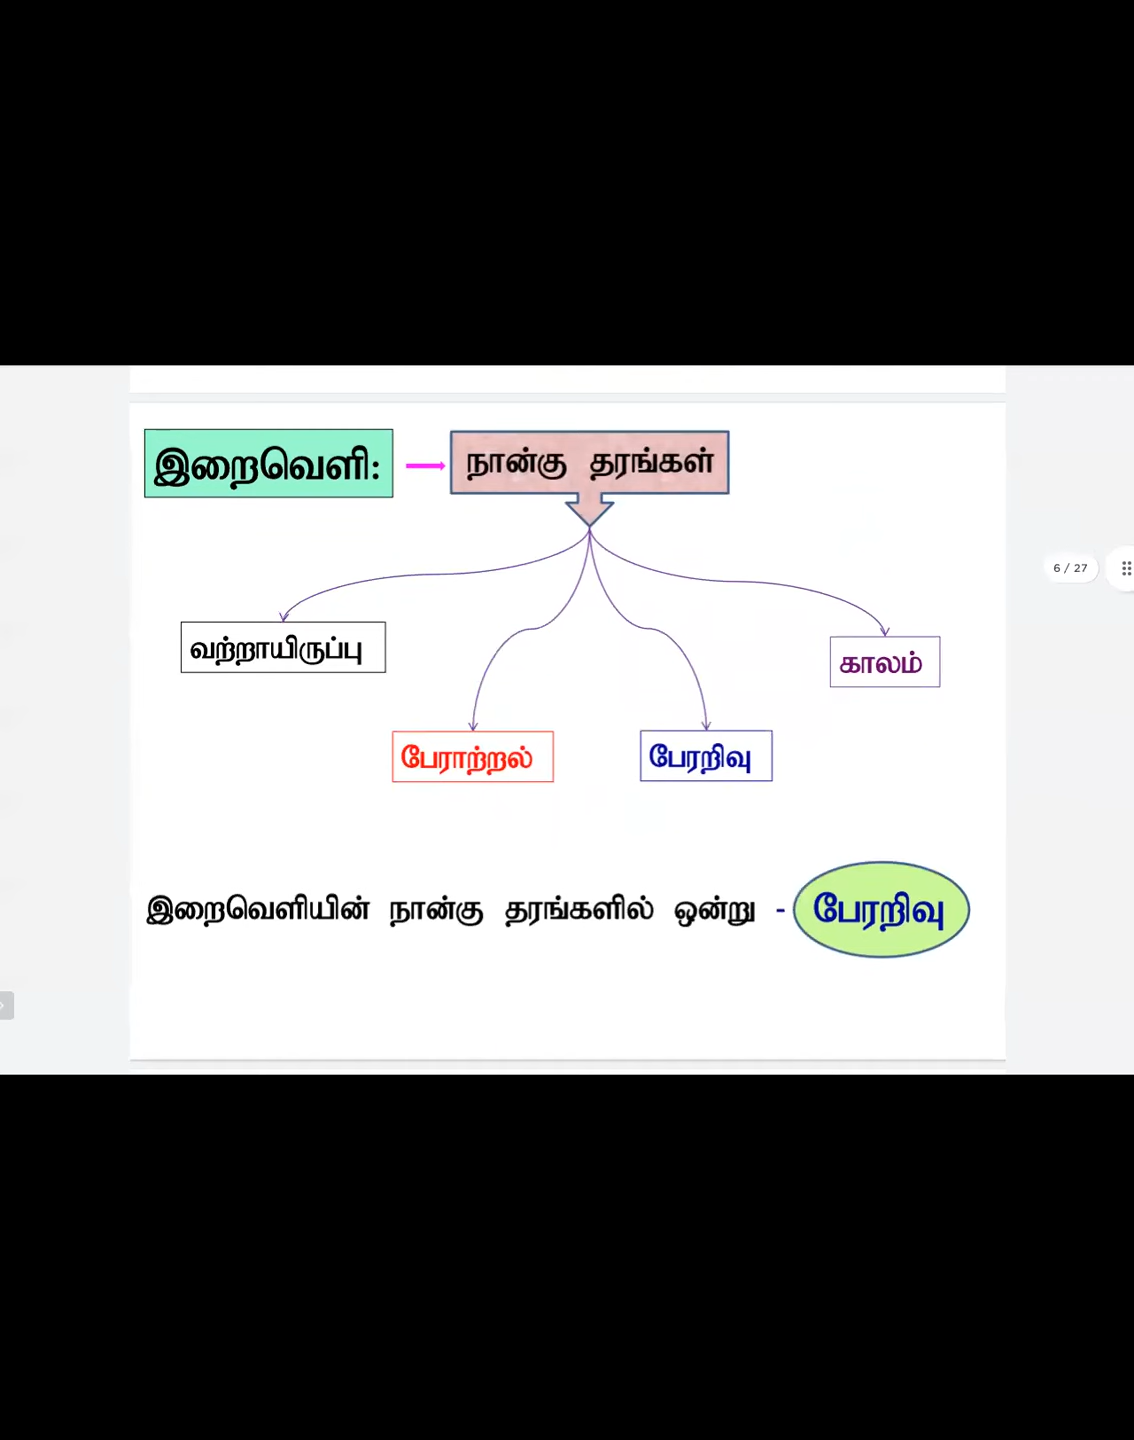 இறைவெளி:
நான்கு தரங்கள்
வற்றாயிருப்பு
காலம்
6 / 27
பேராற்றல்
பேரறிவு
இறைவெளியின் நான்கு தரங்களில் ஒன்று - பேரறிவு